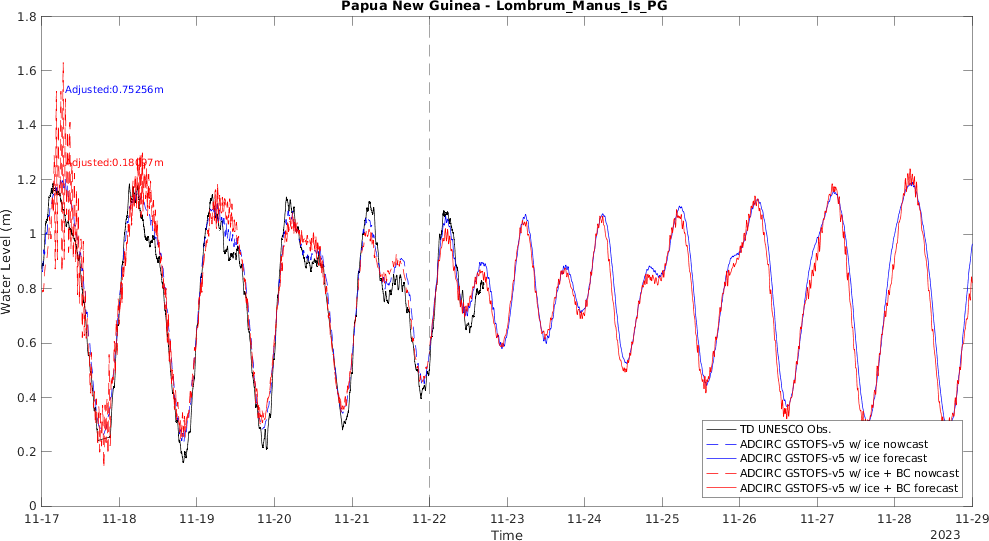 Papua New Guinea - Lombrum_Manus_Is_PG
1.8
1.6
1.4
1.2
1
0.8
0.6
0.4
0.2
0
Water Level (m)
Adjusted:0.75256m
TD UNESCO Obs.
ADCIRC GSTOFS-v5 w/ ice nowcast
ADCIRC GSTOFS-v5 w/ ice forecast
ADCIRC GSTOFS-v5 w/ ice + BC nowcast
ADCIRC GSTOFS-v5 w/ ice + BC forecast
11-17 11-18 11-19 11-20 11-21 11-22 11-23 11-24 11-25 11-26 11-27 11-28 11-29
Time
2023